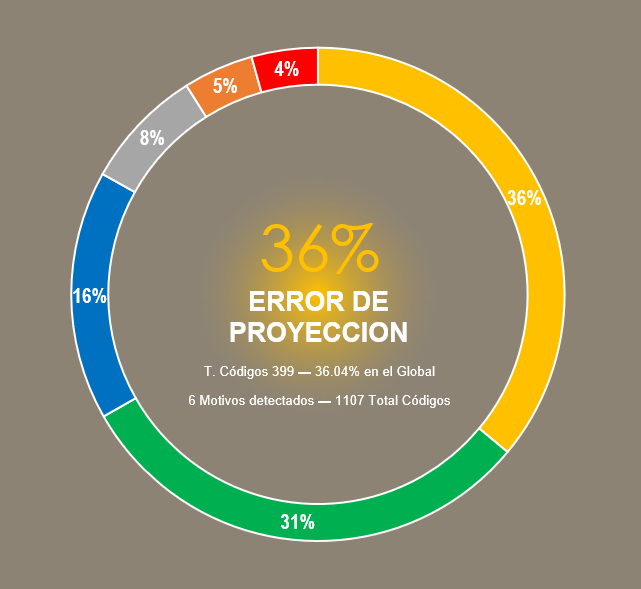 4%
5%
8%
36%
36%
ERROR DE
PROYECCION
16%
T. Códigos 399 — 36.04% en el Global
6 Motivos detectados — 1107 Total Códigos
31%